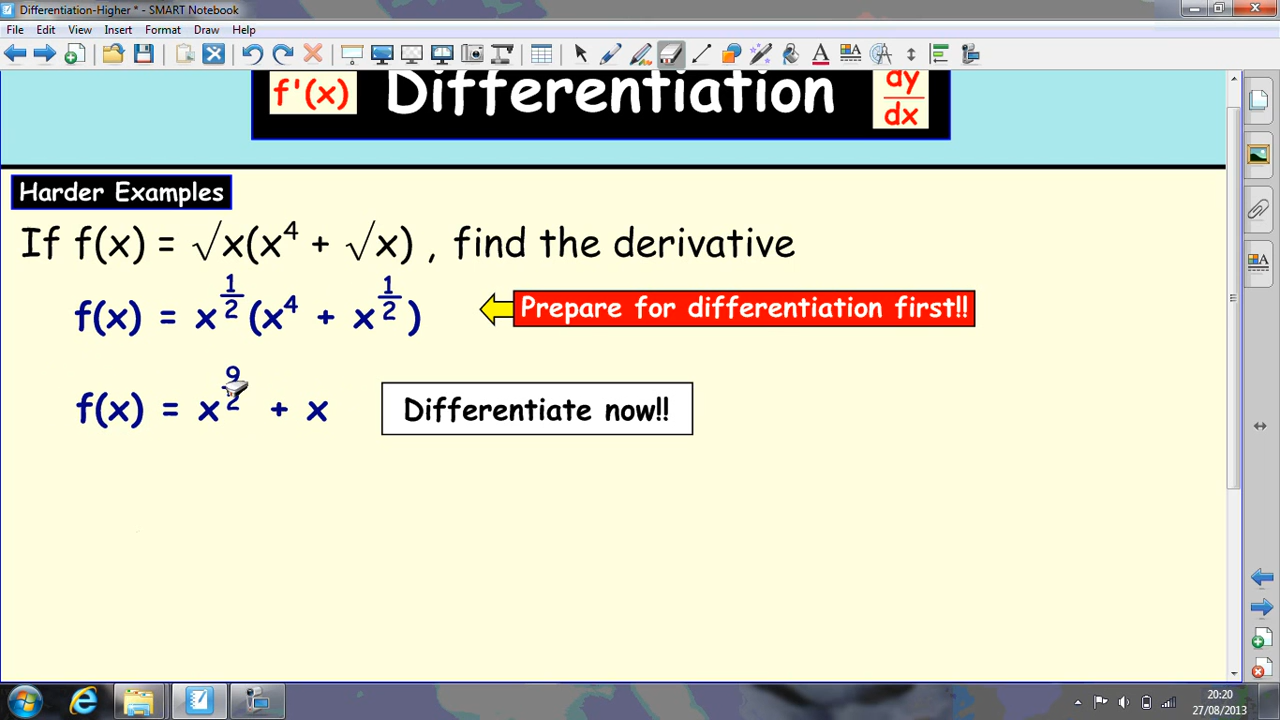 Differentiation-Higher * - SMART Notebook
File Edit View Insert Format Draw Help
f'(x) Differentiation dy/dx
Harder Examples
If f(x) = √x(x⁴ + √x) , find the derivative
f(x) = x^(1/2)(x⁴ + x^(1/2)) Prepare for differentiation first!!
f(x) = x^(9/2) + x Differentiate now!!
20:20
27/08/2013